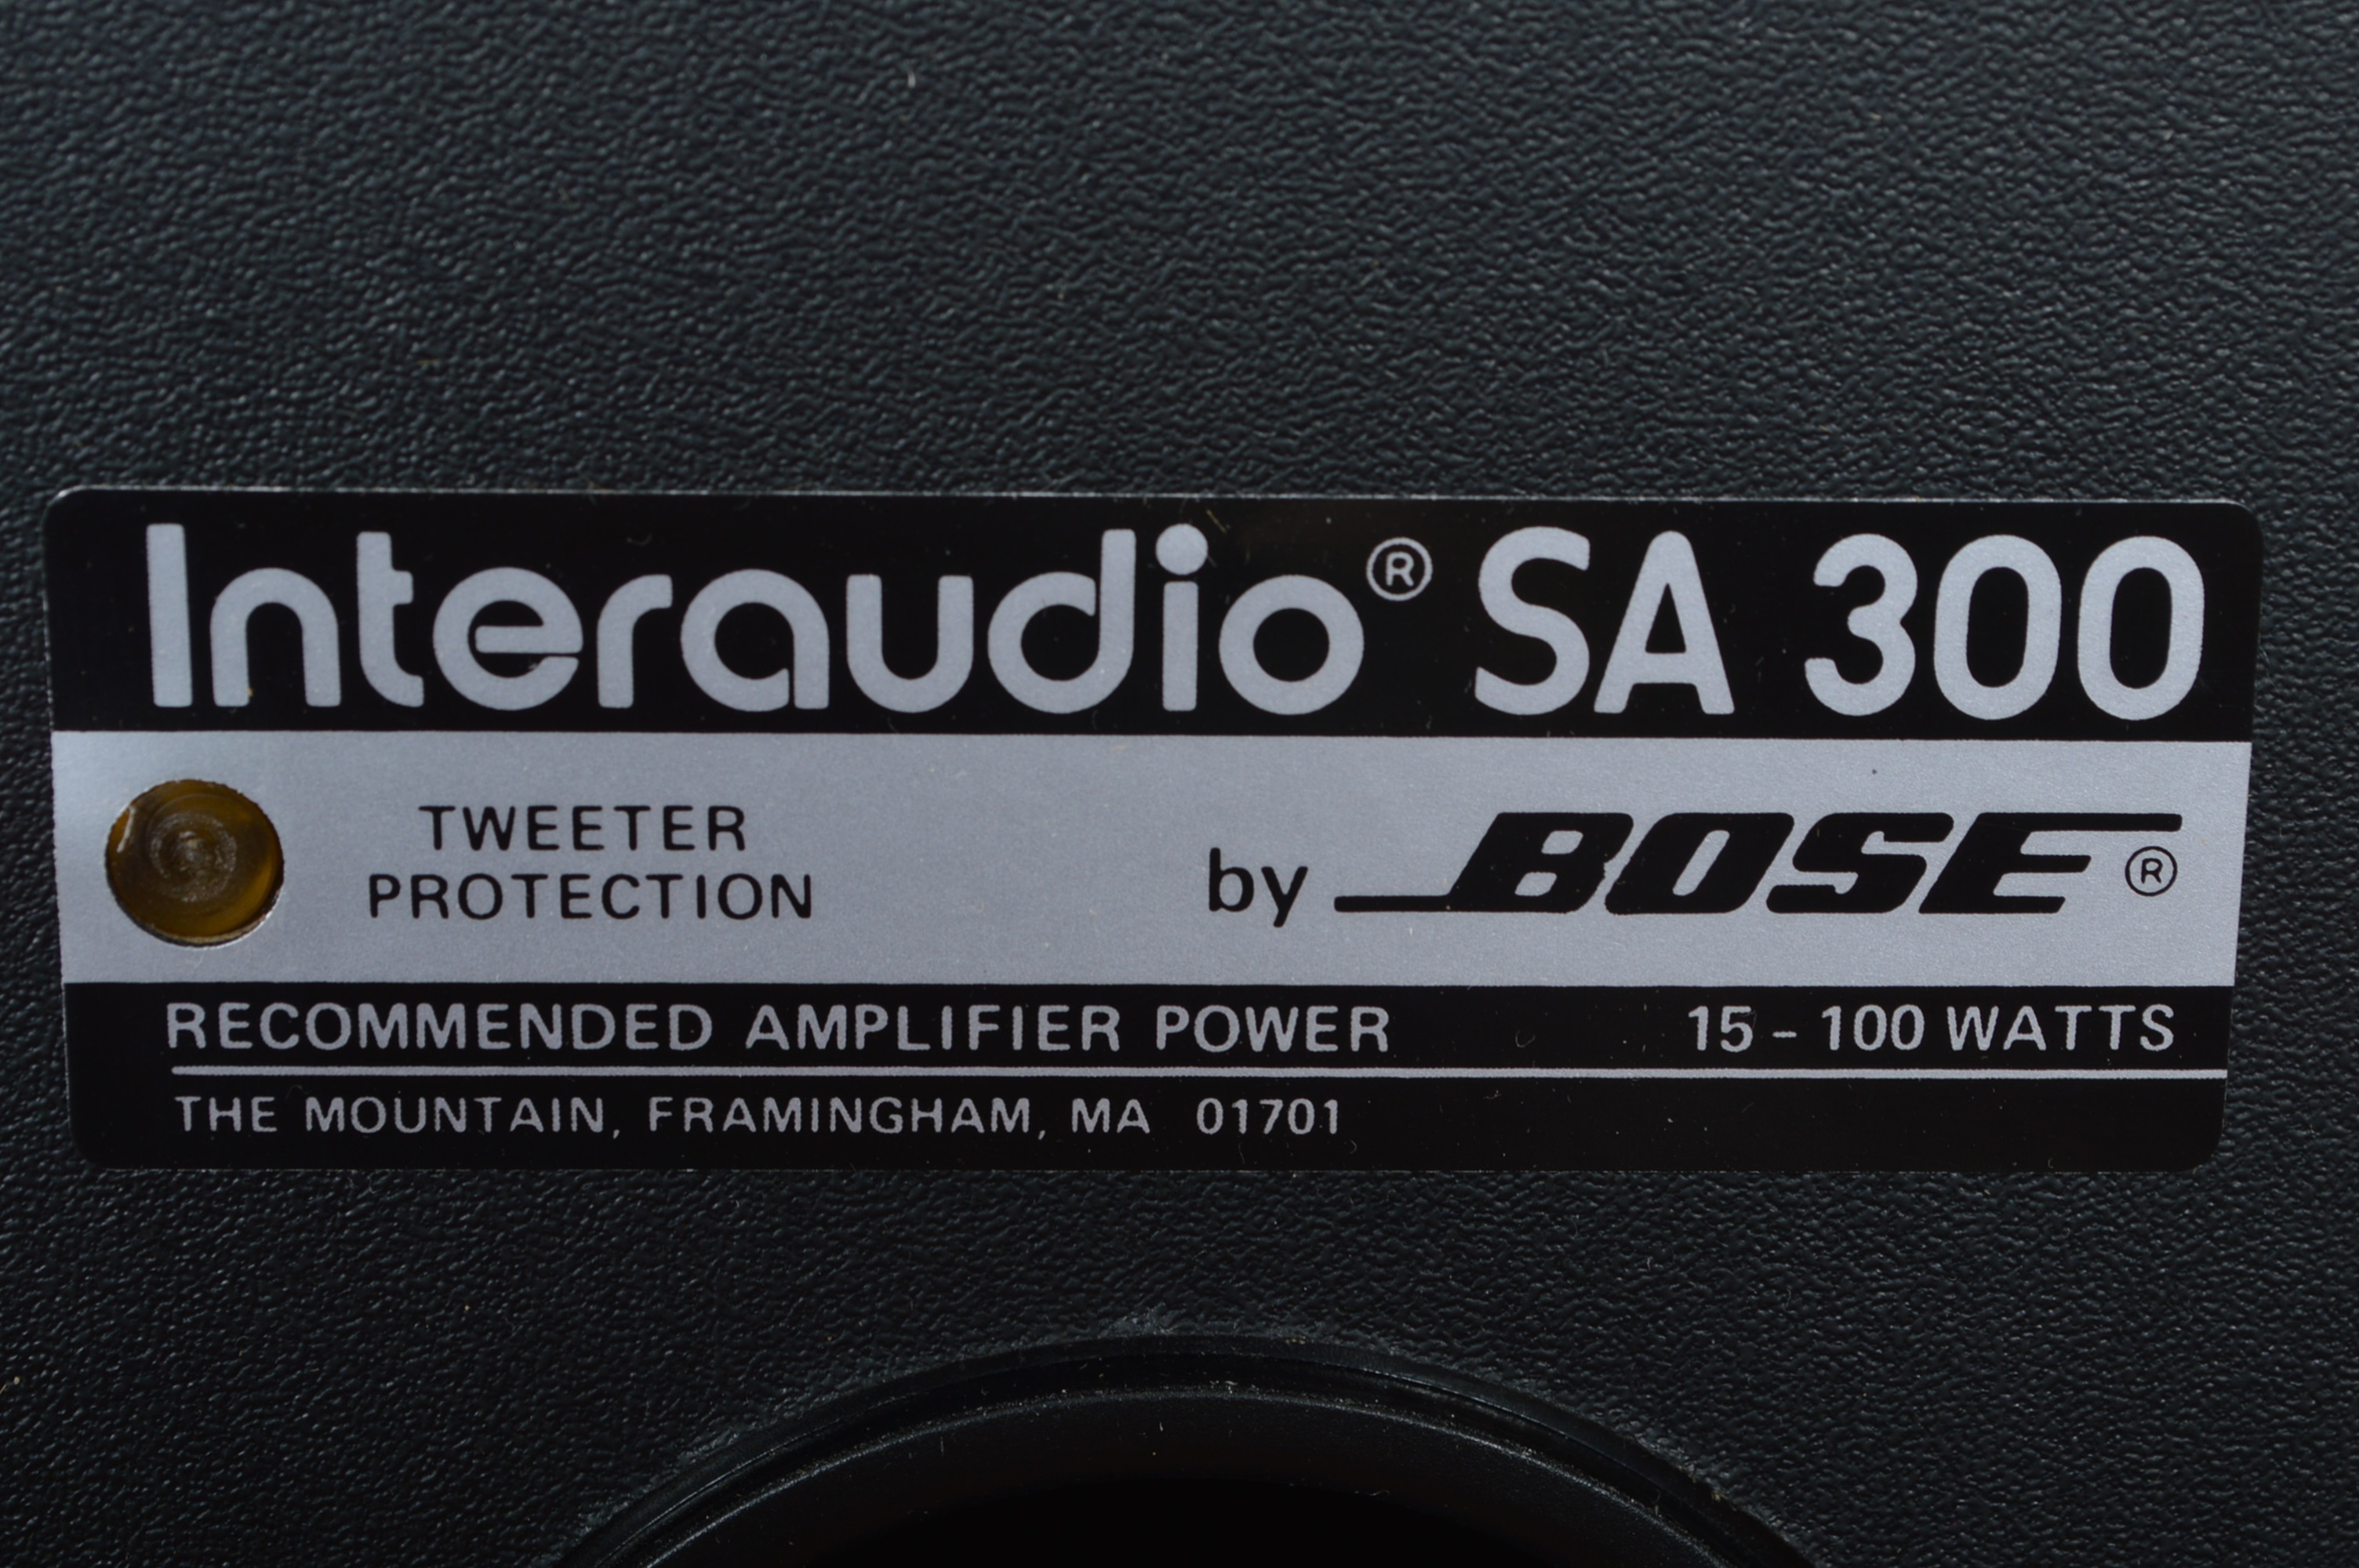 Interaudio® SA 300
TWEETER
PROTECTION
by BOSE®
RECOMMENDED AMPLIFIER POWER 15 - 100 WATTS
THE MOUNTAIN, FRAMINGHAM, MA 01701